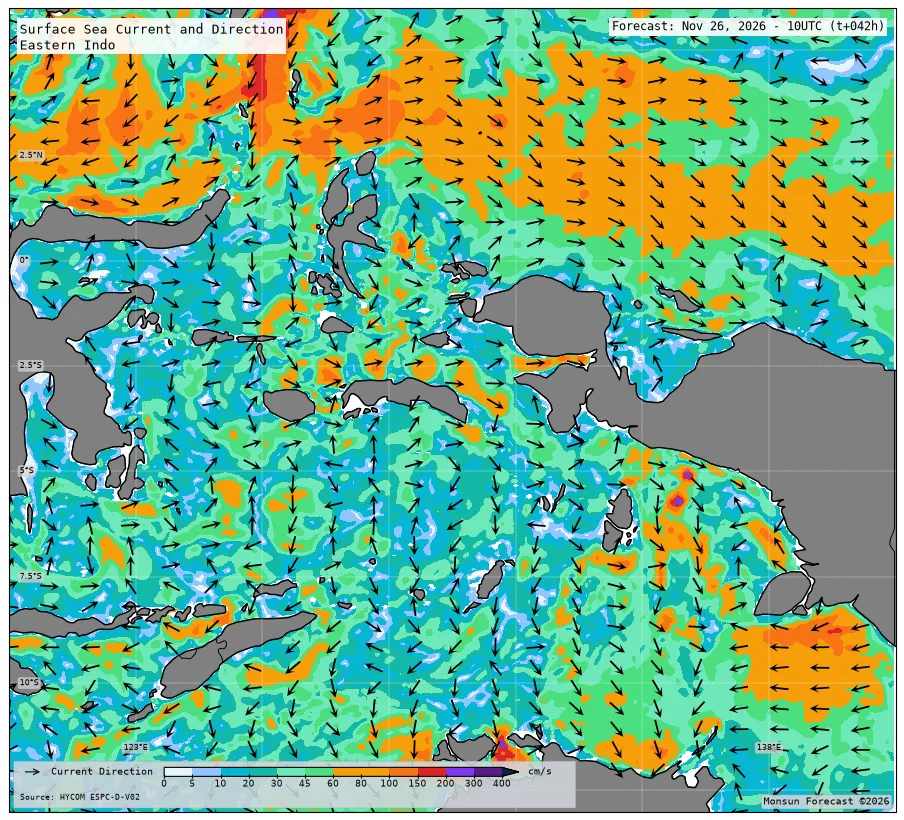 Surface Sea Current and Direction
Eastern Indo
Forecast: Nov 26, 2026 - 10UTC (t+042h)
2.5°N
0°
2.5°S
5°S
7.5°S
10°S
123°E
138°E
Current Direction
cm/s
0 5 10 20 30 45 60 80 100 150 200 300 400
Source: HYCOM ESPC-D-V02
Monsun Forecast ©2026